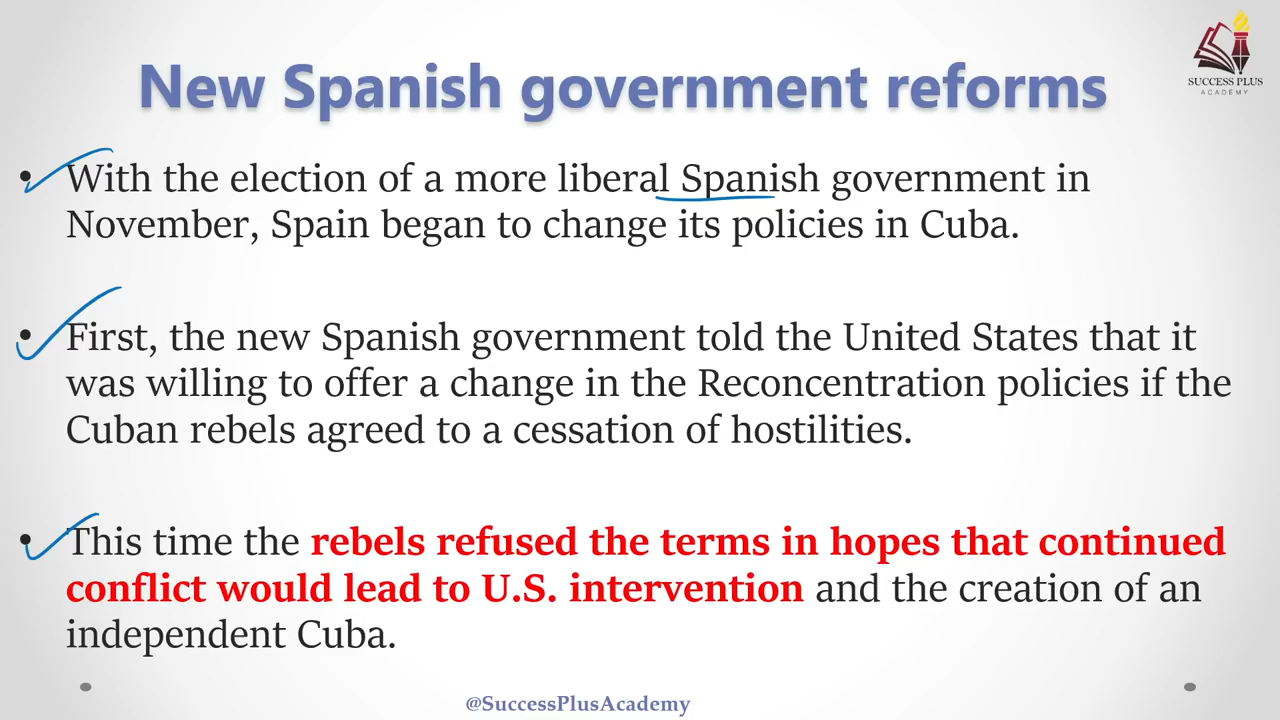 SUCCESS PLUS
ACADEMY
New Spanish government reforms
• With the election of a more liberal Spanish government in
November, Spain began to change its policies in Cuba.
• First, the new Spanish government told the United States that it
was willing to offer a change in the Reconcentration policies if the
Cuban rebels agreed to a cessation of hostilities.
• This time the rebels refused the terms in hopes that continued
conflict would lead to U.S. intervention and the creation of an
independent Cuba.
@SuccessPlusAcademy